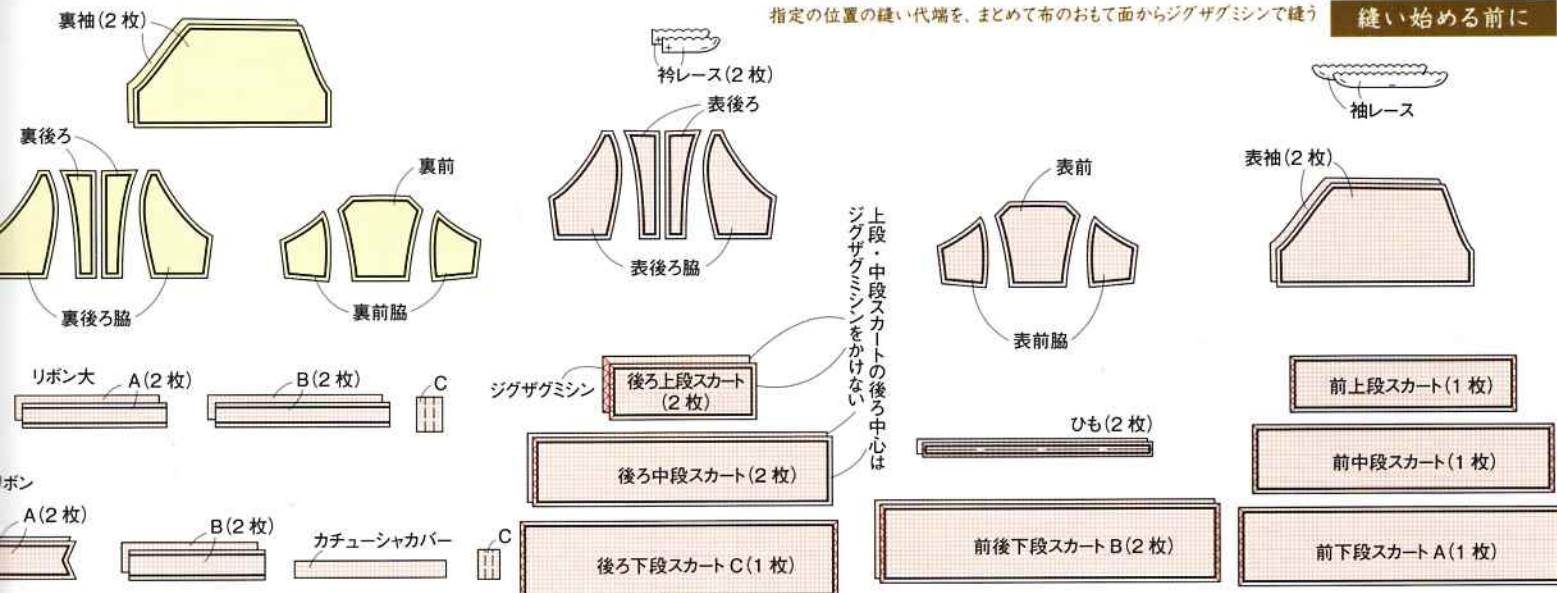 縫い始める前に
指定の位置の縫い代端を、まとめて布のおもて面からジグザグミシンで縫う
袖レース
表袖(2枚)
前上段スカート(1枚)
前中段スカート(1枚)
前下段スカートA(1枚)
表前
表前脇
ひも(2枚)
前後下段スカートB(2枚)
衿レース(2枚)
表後ろ
表後ろ脇
上段・中段スカートの後ろ中心は
ジグザグミシンをかけない
ジグザグミシン
後ろ上段スカート
(2枚)
後ろ中段スカート(2枚)
後ろ下段スカートC(1枚)
裏袖(2枚)
裏後ろ
裏後ろ脇
裏前
裏前脇
リボン大
A(2枚)
B(2枚)
C
ボン
A(2枚)
B(2枚)
カチューシャカバー
C